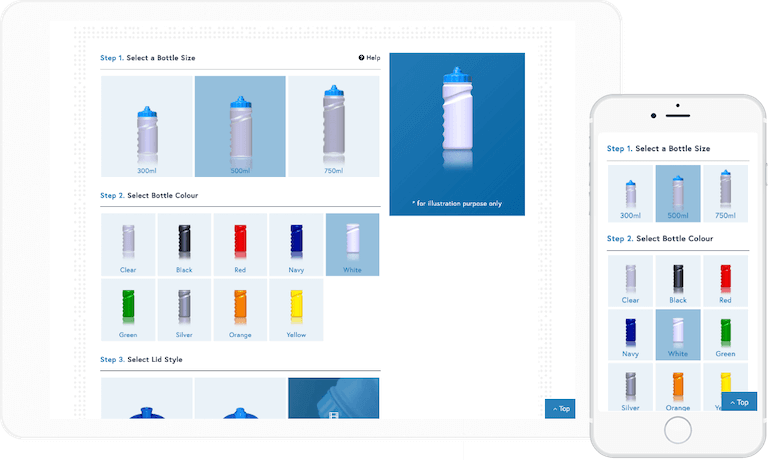 Step 1. Select a Bottle Size
Help
300ml
500ml
750ml
* for illustration purpose only
Step 2. Select Bottle Colour
Clear
Black
Red
Navy
White
Green
Silver
Orange
Yellow
Step 3. Select Lid Style
Top
Step 1. Select a Bottle Size
300ml
500ml
750ml
Step 2. Select Bottle Colour
Clear
Black
Red
Navy
White
Green
Silver
Orange
Top